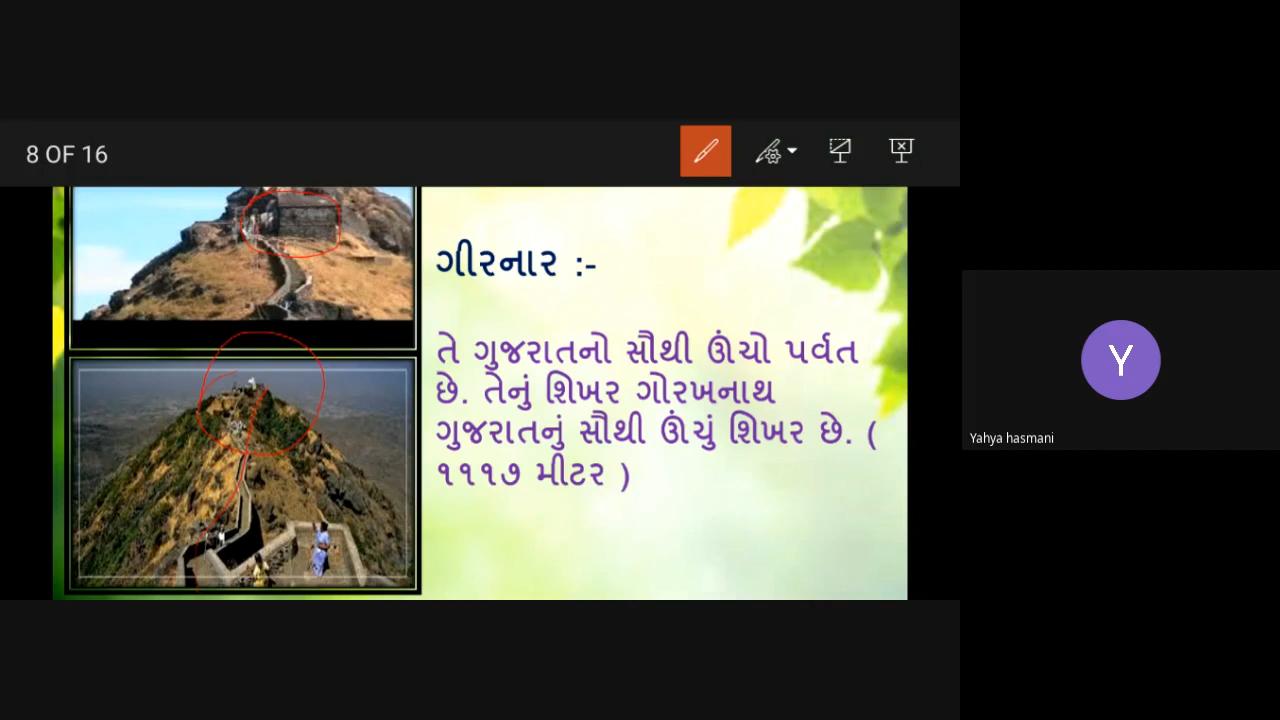 8 OF 16
ગીરનાર :-
તે ગુજરાતનો સૌથી ઊંચો પર્વત
છે. તેનું શિખર ગોરખનાથ
ગુજરાતનું સૌથી ઊંચું શિખર છે. (
૧૧૧૭ મીટર )
Y
Yahya hasmani